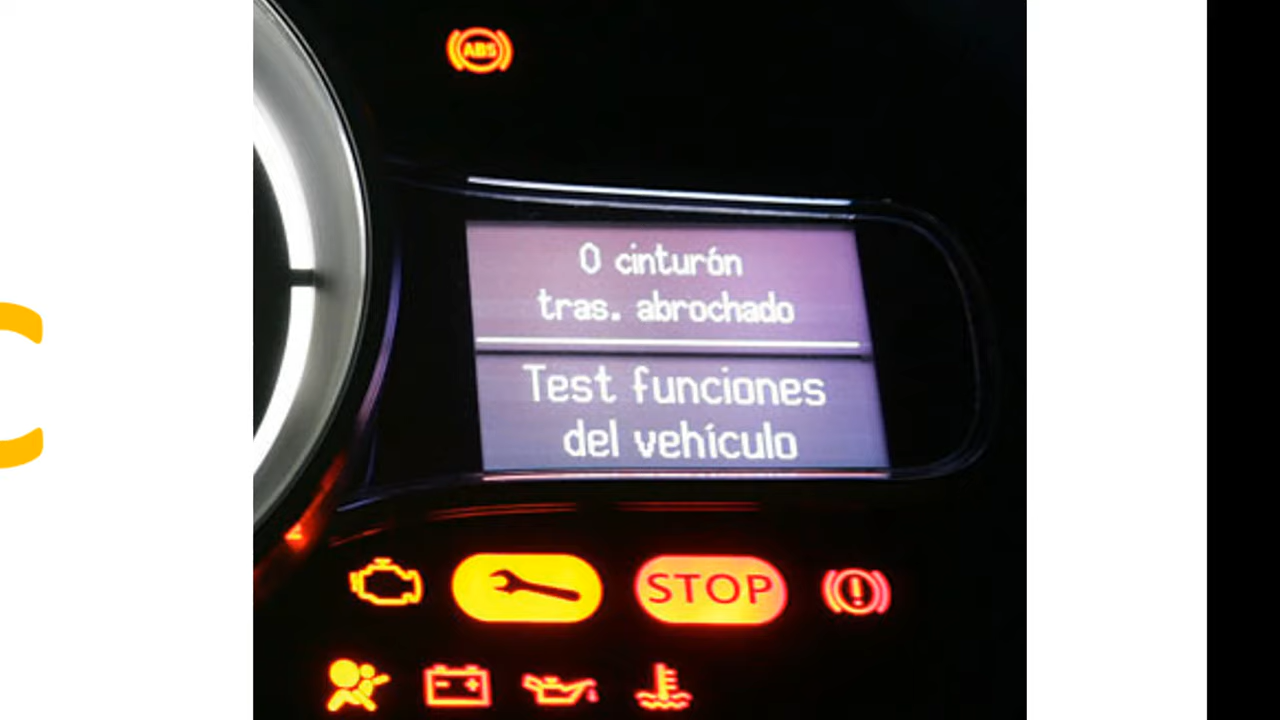 ABS
0 cinturón
tras. abrochado
Test funciones
del vehículo
STOP